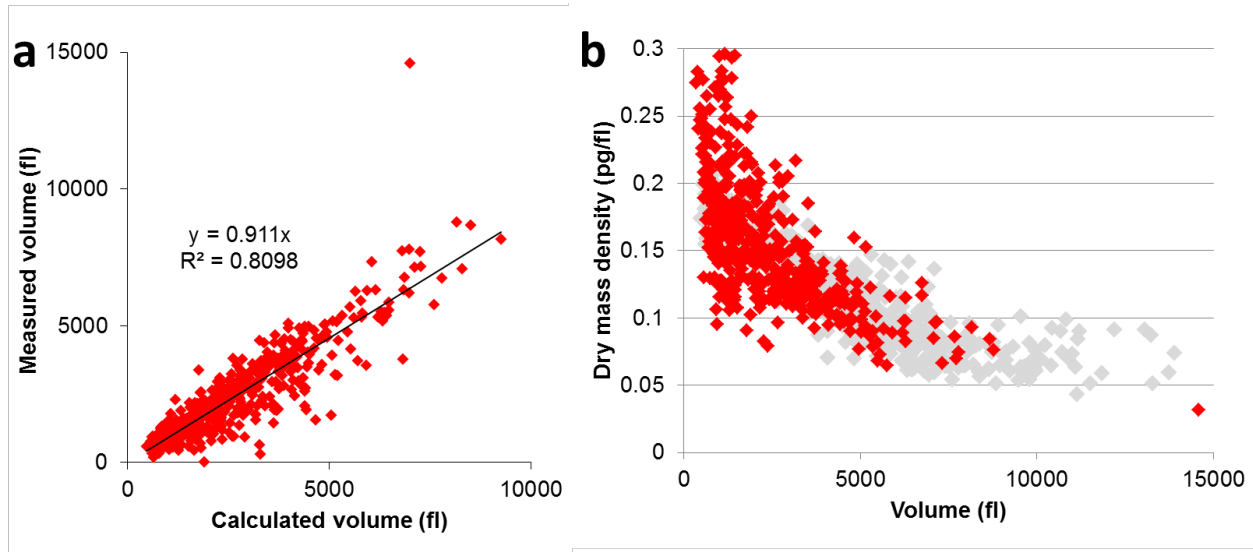 a
Measured volume (fl)
15000
10000
5000
0
y = 0.911x
R² = 0.8098
0
5000
10000
Calculated volume (fl)
b
Dry mass density (pg/fl)
0.3
0.25
0.2
0.15
0.1
0.05
0
0
5000
10000
15000
Volume (fl)